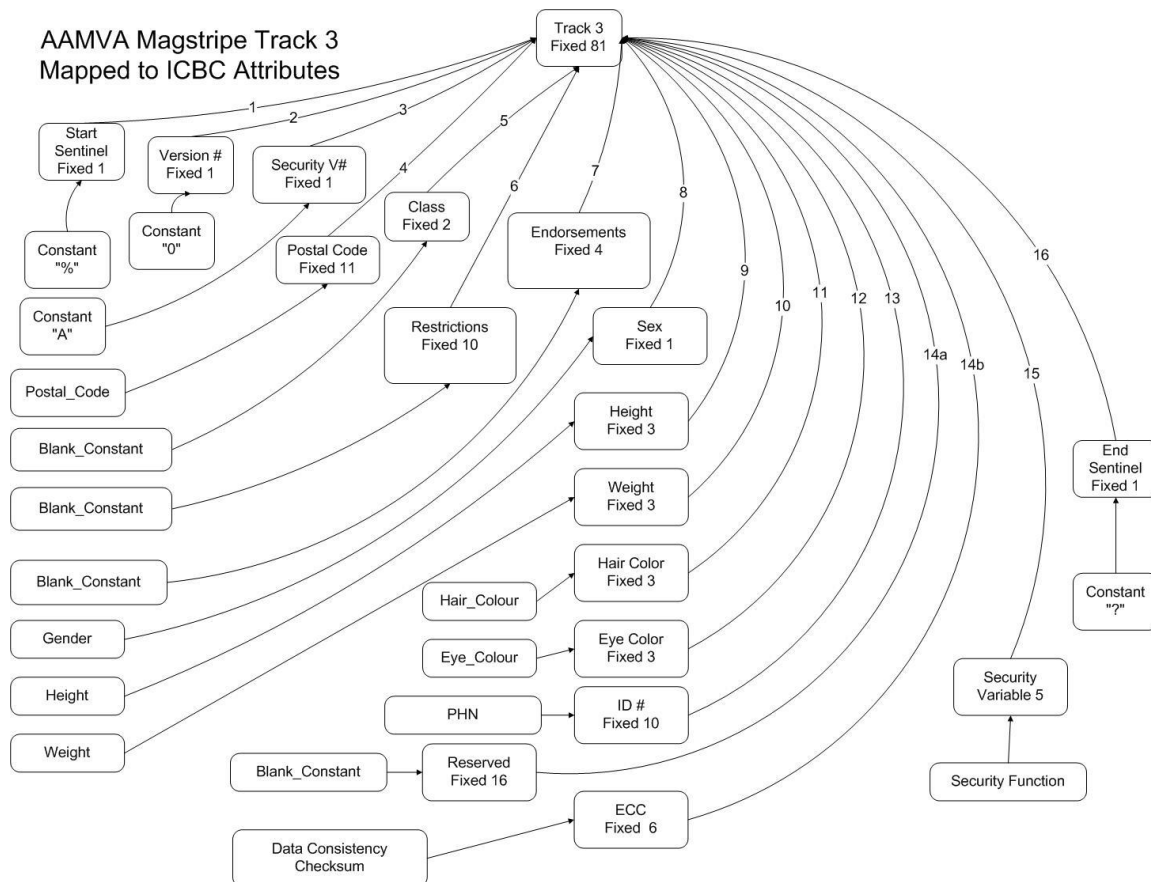 AAMVA Magstripe Track 3
Mapped to ICBC Attributes
Track 3
Fixed 81
1
2
3
4
5
6
7
8
9
10
11
12
13
14a
14b
15
16
Start
Sentinel
Fixed 1
Version #
Fixed 1
Security V#
Fixed 1
Class
Fixed 2
Endorsements
Fixed 4
Constant
"%"
Constant
"0"
Postal Code
Fixed 11
Constant
"A"
Restrictions
Fixed 10
Sex
Fixed 1
Postal_Code
Height
Fixed 3
Blank_Constant
End
Sentinel
Fixed 1
Weight
Fixed 3
Blank_Constant
Hair Color
Fixed 3
Blank_Constant
Hair_Colour
Constant
"?"
Gender
Eye Color
Fixed 3
Eye_Colour
Height
Security
Variable 5
PHN
ID #
Fixed 10
Weight
Blank_Constant
Reserved
Fixed 16
Security Function
ECC
Fixed 6
Data Consistency
Checksum